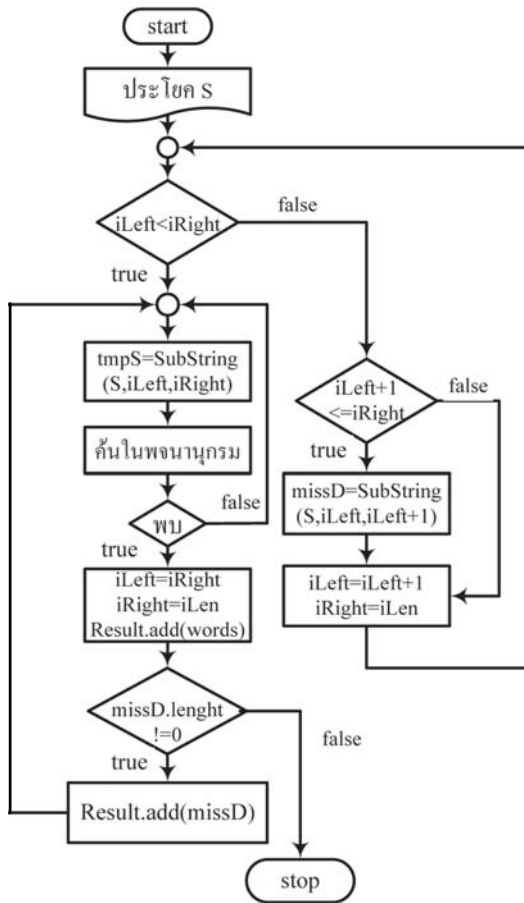 start
ประโยค S
iLeft<iRight
false
true
tmpS=SubString
(S,iLeft,iRight)
ค้นในพจนานุกรม
พบ
false
true
iLeft=iRight
iRight=iLen
Result.add(words)
missD.lenght
!=0
false
true
Result.add(missD)
stop
iLeft+1
<=iRight
false
true
missD=SubString
(S,iLeft,iLeft+1)
iLeft=iLeft+1
iRight=iLen